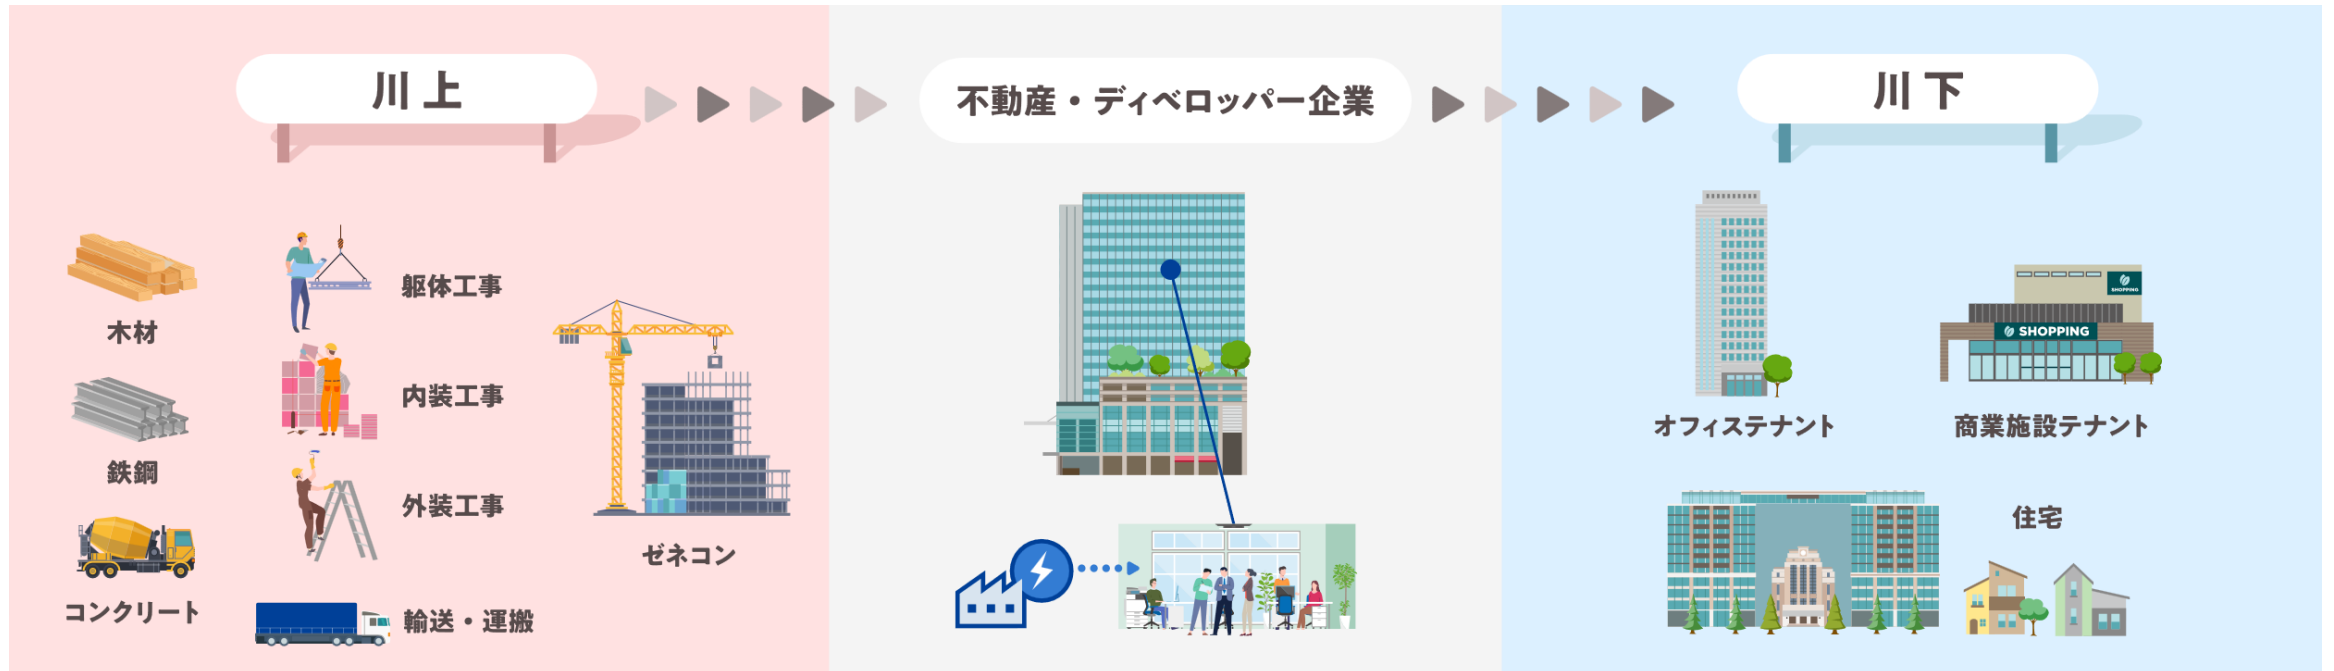 川上
不動産・ディベロッパー企業
川下
木材
鉄鋼
コンクリート
躯体工事
内装工事
外装工事
輸送・運搬
ゼネコン
オフィステナント
SHOPPING
SHOPPING
商業施設テナント
住宅